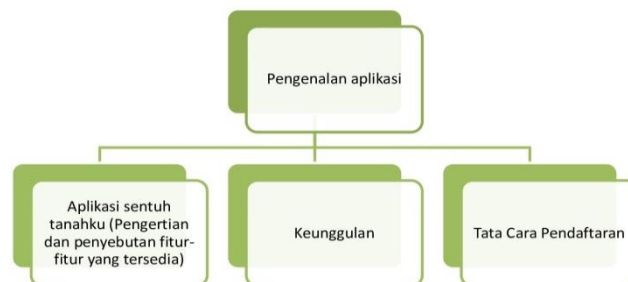 Pengenalan aplikasi
Aplikasi sentuh
tanahku (Pengertian
dan penyebutan fitur-
fitur yang tersedia)
Keunggulan
Tata Cara Pendaftaran